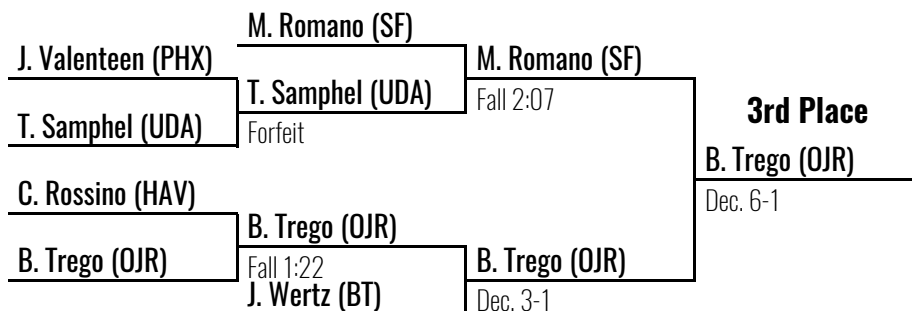 M. Romano (SF)
J. Valenteen (PHX)
M. Romano (SF)
T. Samphel (UDA)
Fall 2:07
T. Samphel (UDA)
Forfeit
3rd Place
B. Trego (OJR)
Dec. 6-1
C. Rossino (HAV)
B. Trego (OJR)
B. Trego (OJR)
Fall 1:22
B. Trego (OJR)
J. Wertz (BT)
Dec. 3-1